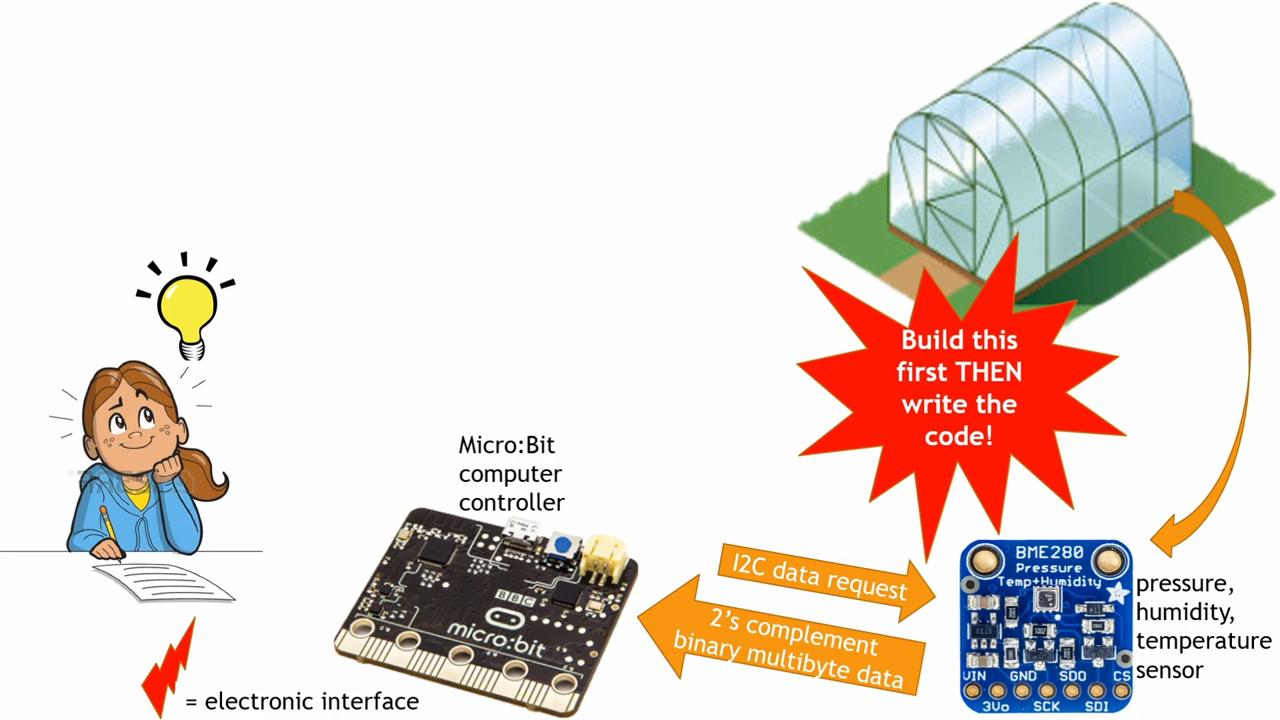 Build this
first THEN
write the
code!
Micro:Bit
computer
controller
I2C data request
2's complement
binary multibyte data
BBC
micro:bit
BME280
Pressure
Temp+Humidity
VIN
GND
SDO
CS
3Vo
SCK
SDI
pressure,
humidity,
temperature
sensor
= electronic interface